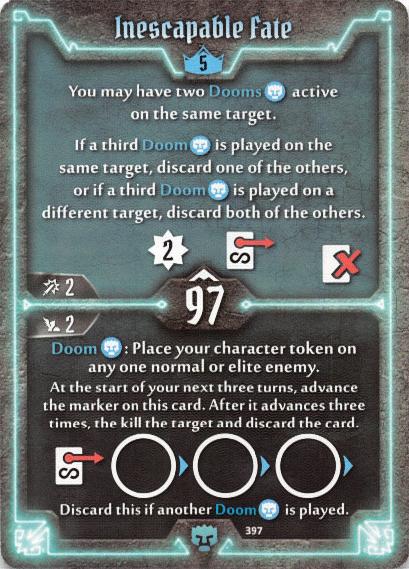 Inescapable Fate
5
You may have two Dooms active
on the same target.
If a third Doom is played on the
same target, discard one of the others,
or if a third Doom is played on a
different target, discard both of the others.
2
2
97
2
Doom : Place your character token on
any one normal or elite enemy.
At the start of your next three turns, advance
the marker on this card. After it advances three
times, the kill the target and discard the card.
Discard this if another Doom is played.
397